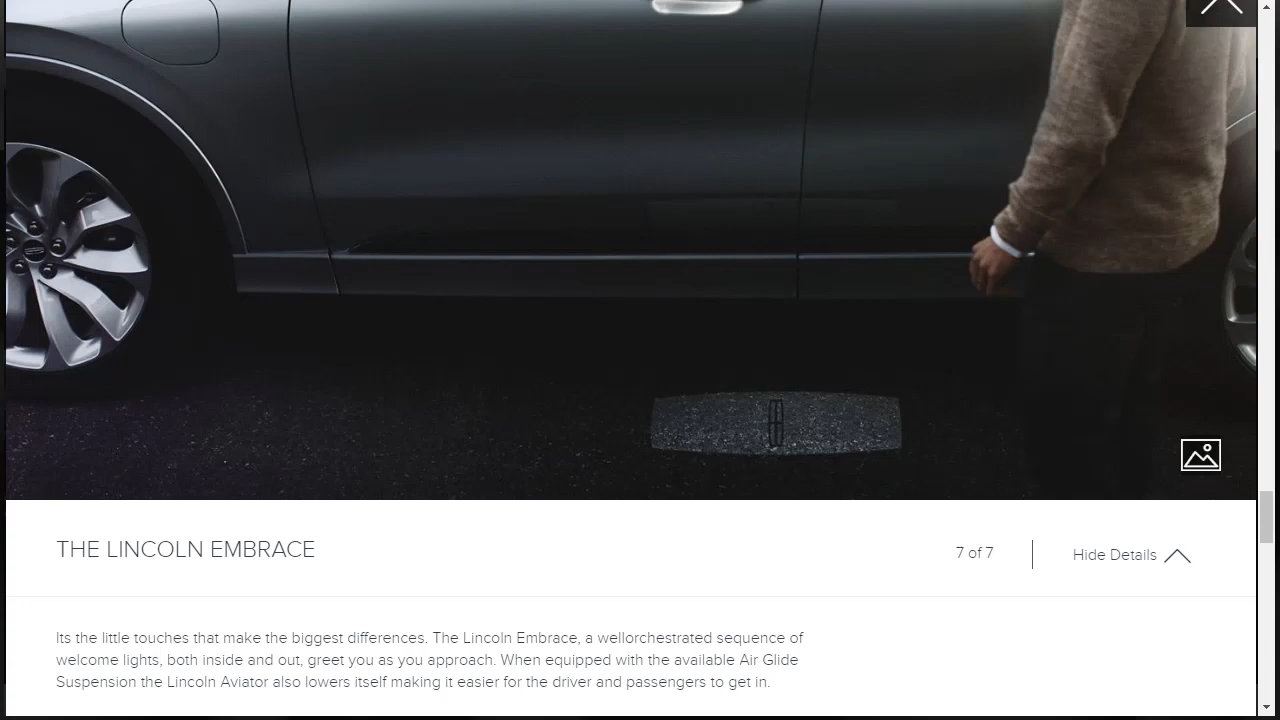 THE LINCOLN EMBRACE
7 of 7
Hide Details
Its the little touches that make the biggest differences. The Lincoln Embrace, a wellorchestrated sequence of
welcome lights, both inside and out, greet you as you approach. When equipped with the available Air Glide
Suspension the Lincoln Aviator also lowers itself making it easier for the driver and passengers to get in.